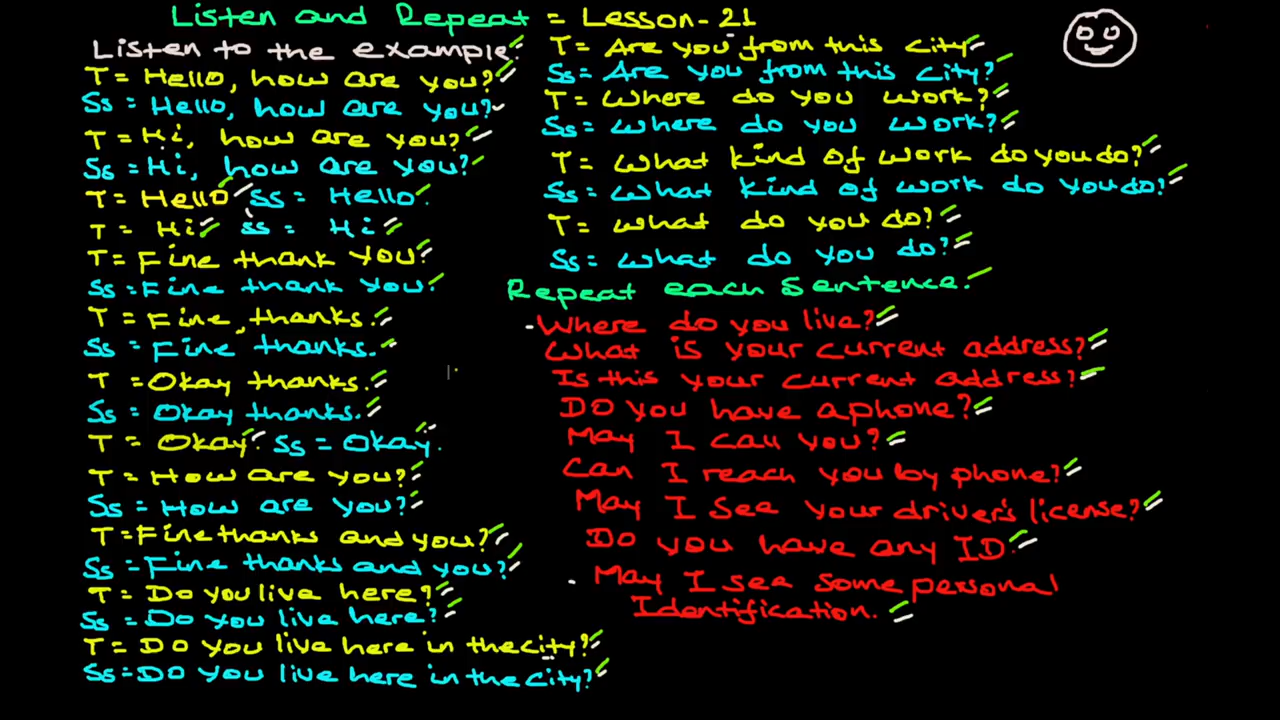 Listen and Repeat = Lesson-21
Listen to the example.
T = Hello, how are you?
Ss = Hello, how are you?
T = Hi, how are you?
Ss = Hi, how are you?
T = Hello Ss = Hello.
T = Hi Ss = Hi
T = Fine thank you.
Ss = Fine thank you.
T = Fine, thanks.
Ss = Fine thanks.
T = Okay thanks.
Ss = Okay thanks.
T = Okay. Ss = Okay.
T = How are you?
Ss = How are you?
T = Fine thanks and you?
Ss = Fine thanks and you?
T = Do you live here?
Ss = Do you live here?
T = Do you live here in the city?
Ss = Do you live here in the city?
T = Are you from this city
Ss = Are you from this city?
T = Where do you work?
Ss = Where do you work?
T = What kind of work do you do?
Ss = What kind of work do you do?
T = What do you do?
Ss = What do you do?
Repeat each Sentence.
Where do you live?
What is your current address?
Is this your current address?
Do you have a phone?
May I call you?
Can I reach you by phone?
May I see your driver's license?
Do you have any ID.
May I see some personal
Identification.